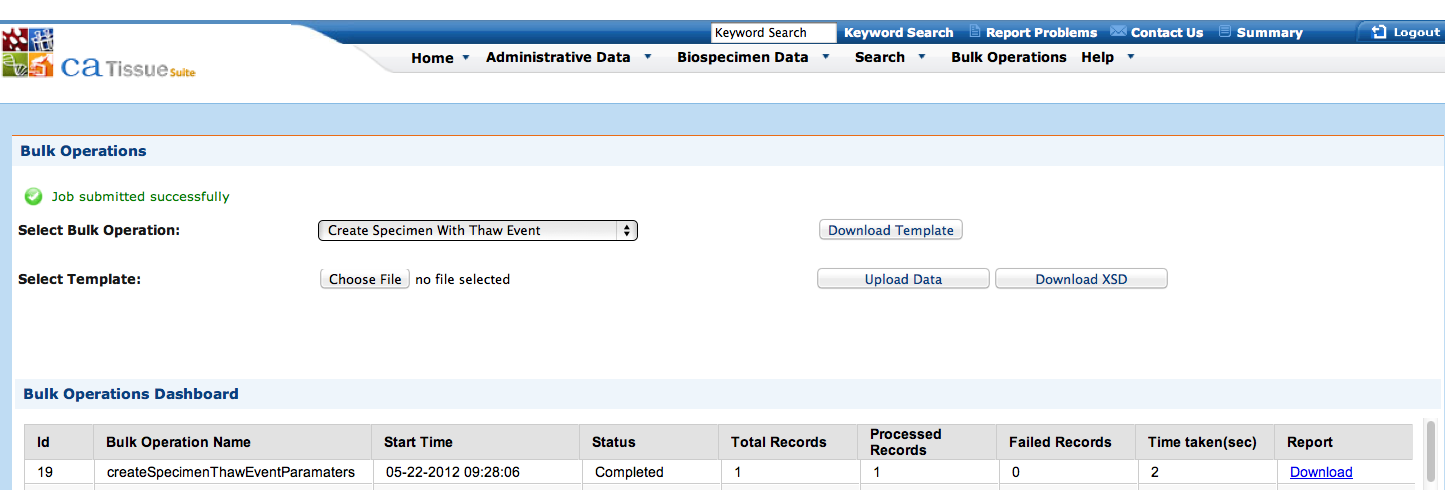 Keyword Search Keyword Search Report Problems Contact Us Summary Logout
ca Tissue Suite
Home Administrative Data Biospecimen Data Search Bulk Operations Help
Bulk Operations
Job submitted successfully
Select Bulk Operation: Create Specimen With Thaw Event Download Template
Select Template: Choose File no file selected Upload Data Download XSD
Bulk Operations Dashboard
Id Bulk Operation Name Start Time Status Total Records Processed Records Failed Records Time taken(sec) Report
19 createSpecimenThawEventParamaters 05-22-2012 09:28:06 Completed 1 1 0 2 Download